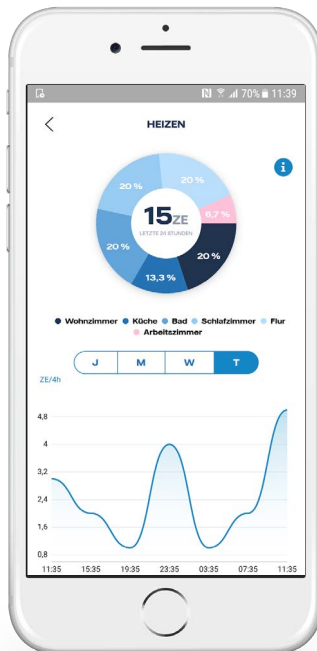 70% 11:39
HEIZEN
20 %
20 %
6,7 %
15ZE
LETZTE 24 STUNDEN
20 %
20 %
13,3 %
Wohnzimmer Küche Bad Schlafzimmer Flur
Arbeitszimmer
J M W T
ZE/4h
4,8
4
3,2
2,4
1,6
0,8
11:35 15:35 19:35 23:35 03:35 07:35 11:35